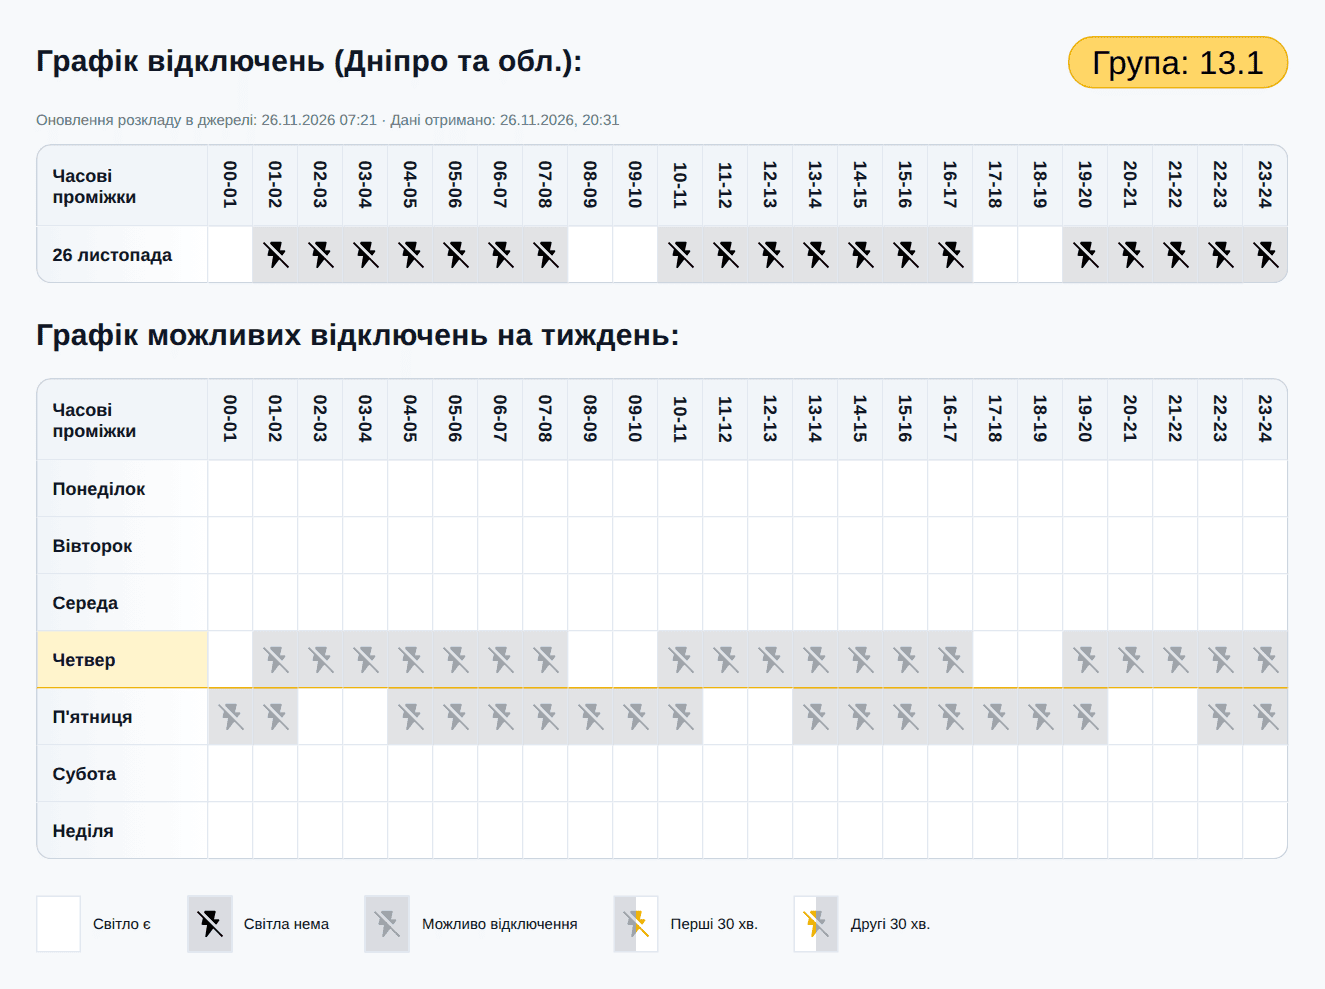 Графік відключень (Дніпро та обл.):
Група: 13.1
Оновлення розкладу в джерелі: 26.11.2026 07:21 · Дані отримано: 26.11.2026, 20:31
Часові проміжки 00-01 01-02 02-03 03-04 04-05 05-06 06-07 07-08 08-09 09-10 10-11 11-12 12-13 13-14 14-15 15-16 16-17 17-18 18-19 19-20 20-21 21-22 22-23 23-24
26 листопада
Графік можливих відключень на тиждень:
Часові проміжки 00-01 01-02 02-03 03-04 04-05 05-06 06-07 07-08 08-09 09-10 10-11 11-12 12-13 13-14 14-15 15-16 16-17 17-18 18-19 19-20 20-21 21-22 22-23 23-24
Понеділок
Вівторок
Середа
Четвер
П'ятниця
Субота
Неділя
Світло є Світла нема Можливо відключення Перші 30 хв. Другі 30 хв.